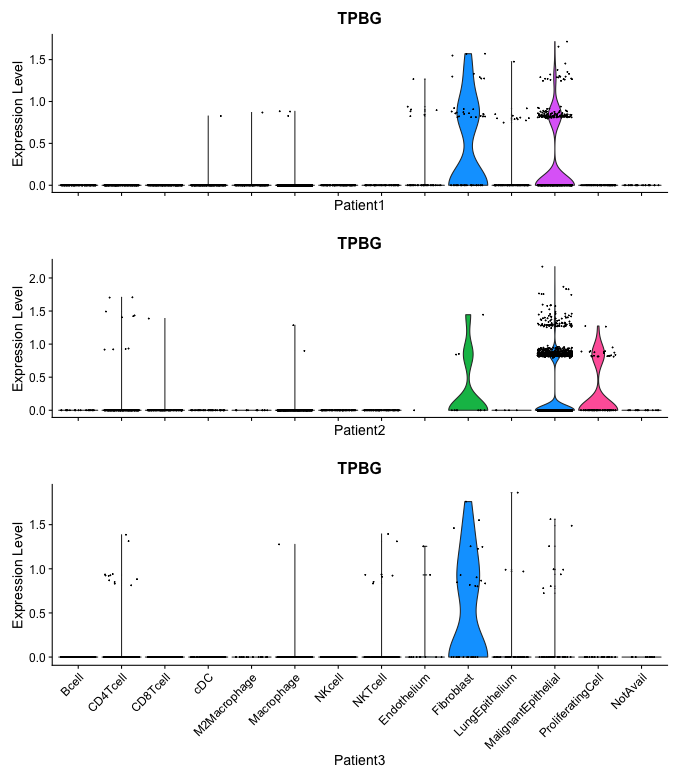 TPBG
Expression Level
1.5
1.0
0.5
0.0
Patient1
TPBG
Expression Level
2.0
1.5
1.0
0.5
0.0
Patient2
TPBG
Expression Level
1.5
1.0
0.5
0.0
Bcell
CD4Tcell
CD8Tcell
cDC
M2Macrophage
Macrophage
NKcell
NKTcell
Endothelium
Fibroblast
LungEpithelium
MalignantEpithelial
ProliferatingCell
NotAvail
Patient3